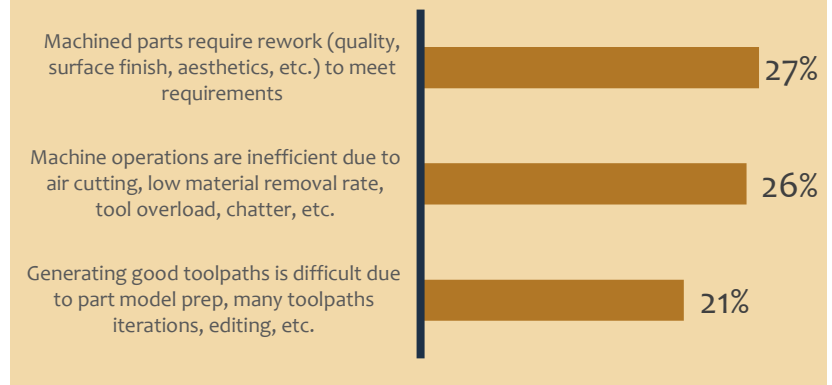 Machined parts require rework (quality,
surface finish, aesthetics, etc.) to meet
requirements
27%
Machine operations are inefficient due to
air cutting, low material removal rate,
tool overload, chatter, etc.
26%
Generating good toolpaths is difficult due
to part model prep, many toolpaths
iterations, editing, etc.
21%